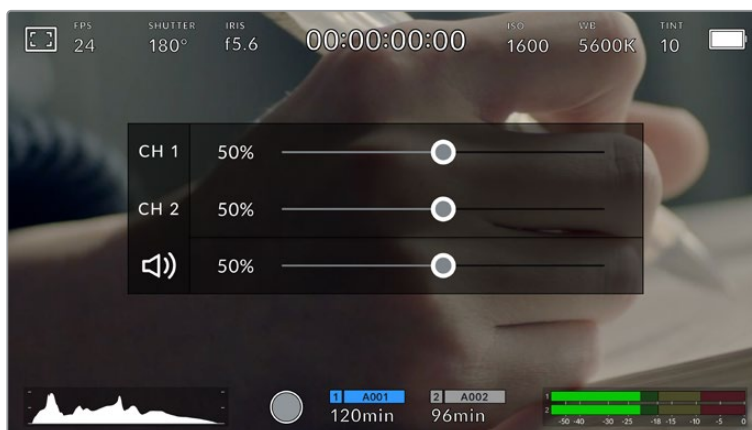 FPS SHUTTER IRIS ISO WB TINT
24 180° f5.6 00:00:00:00 1600 5600K 10
CH 1 50%
CH 2 50%
50%
1 A001 2 A002
120min 96min
1
2
-50 -40 -30 -25 -18 -15 -10 -5 0